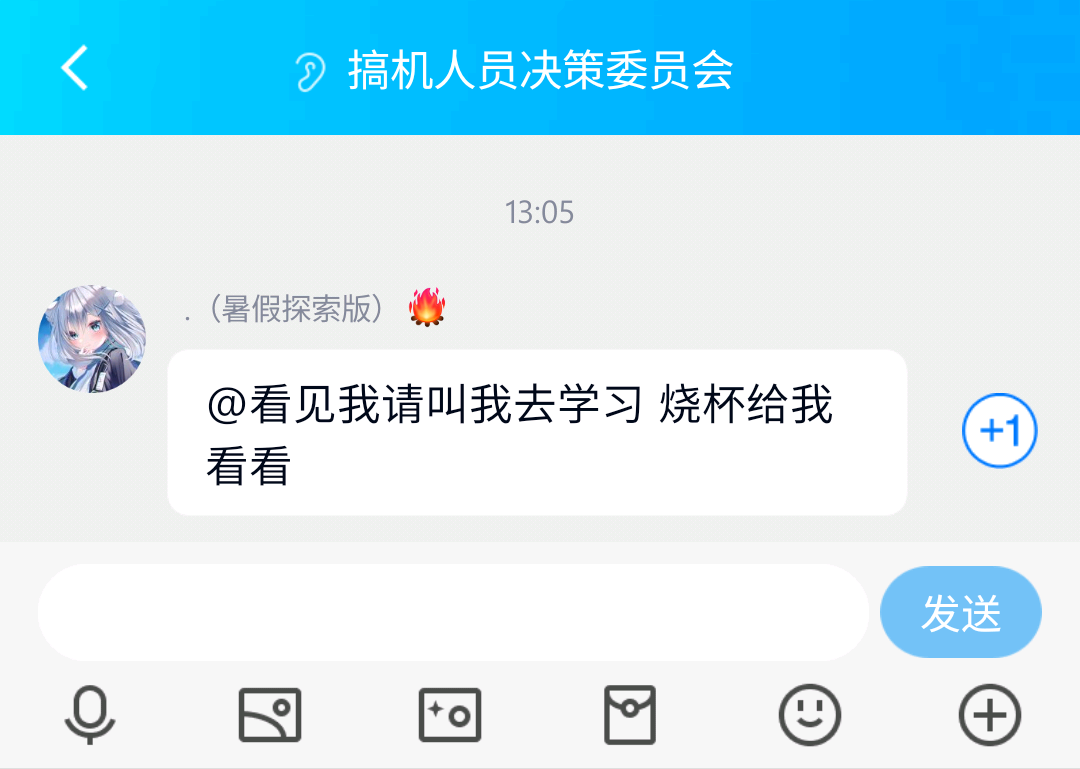 搞机人员决策委员会
13:05
.（暑假探索版）
@看见我请叫我去学习 烧杯给我
看看
+1
发送